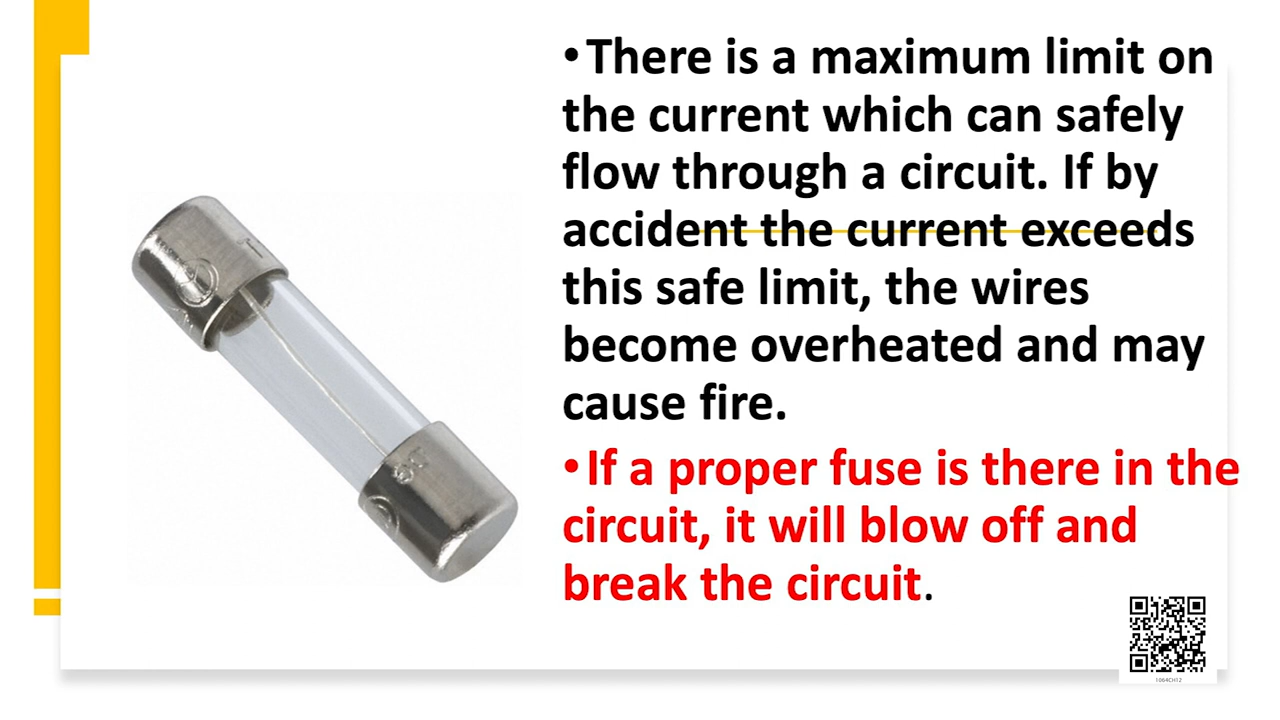 •There is a maximum limit on
the current which can safely
flow through a circuit. If by
accident the current exceeds
this safe limit, the wires
become overheated and may
cause fire.
•If a proper fuse is there in the
circuit, it will blow off and
break the circuit.
1064CH12